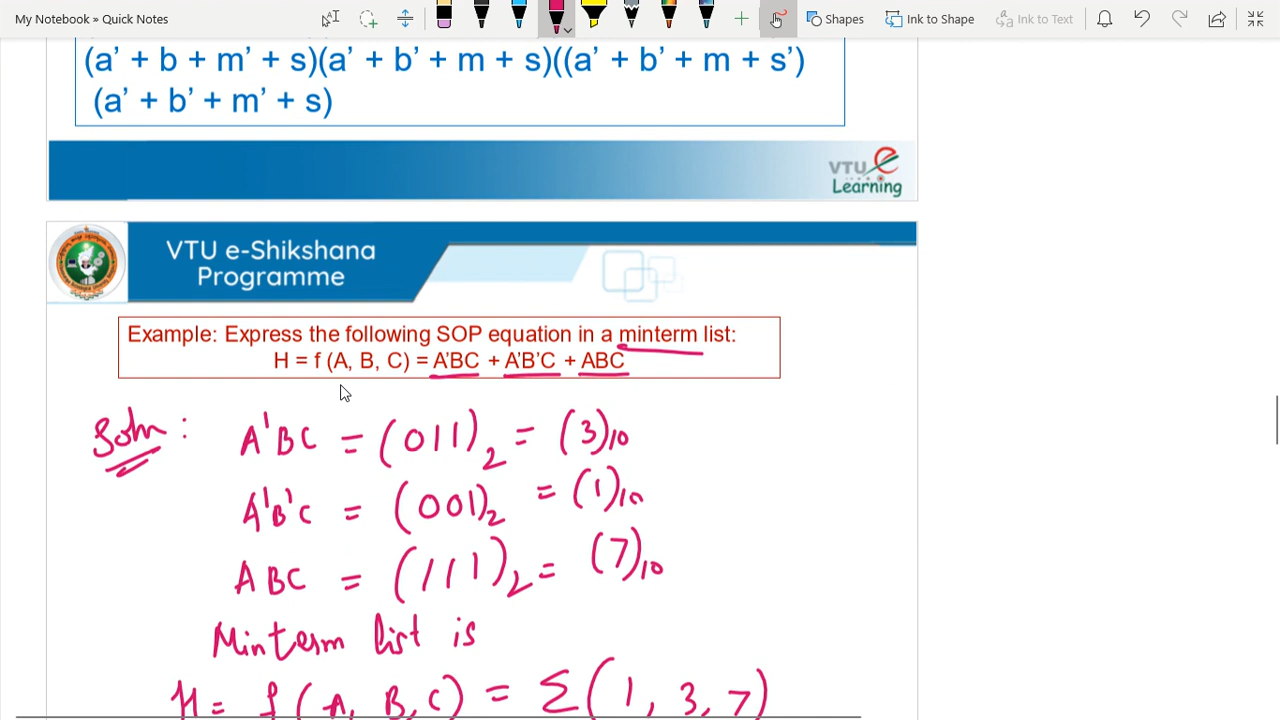 My Notebook » Quick Notes
Shapes
Ink to Shape
Ink to Text
(a’ + b + m’ + s)(a’ + b’ + m + s)((a’ + b’ + m + s’)
(a’ + b’ + m’ + s)
VTU e
Learning
VTU e-Shikshana
Programme
Example: Express the following SOP equation in a minterm list:
H = f (A, B, C) = A’BC + A’B’C + ABC
Soln :
A'BC = (011)₂ = (3)₁₀
A'B'C = (001)₂ = (1)₁₀
ABC = (111)₂ = (7)₁₀
Minterm list is
H = f (A, B, C) = Σ(1, 3, 7)